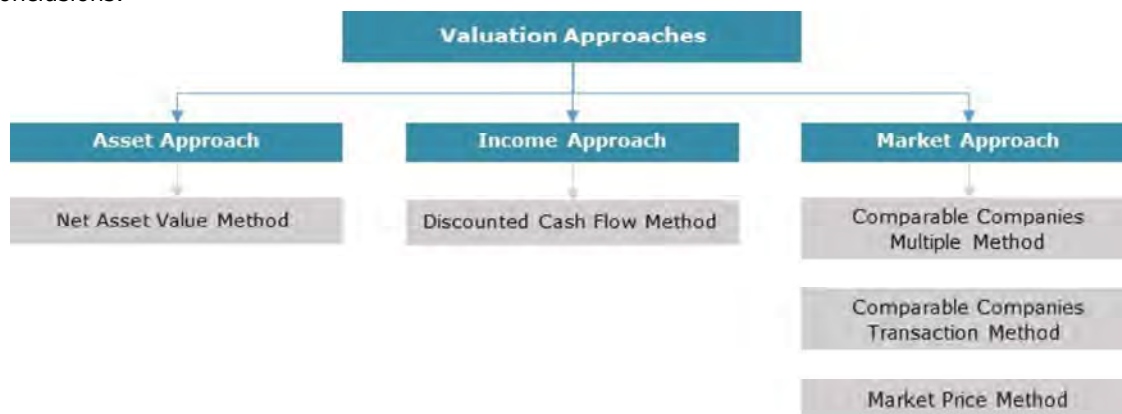 onclusions.
Valuation Approaches
Asset Approach
Income Approach
Market Approach
Net Asset Value Method
Discounted Cash Flow Method
Comparable Companies
Multiple Method
Comparable Companies
Transaction Method
Market Price Method